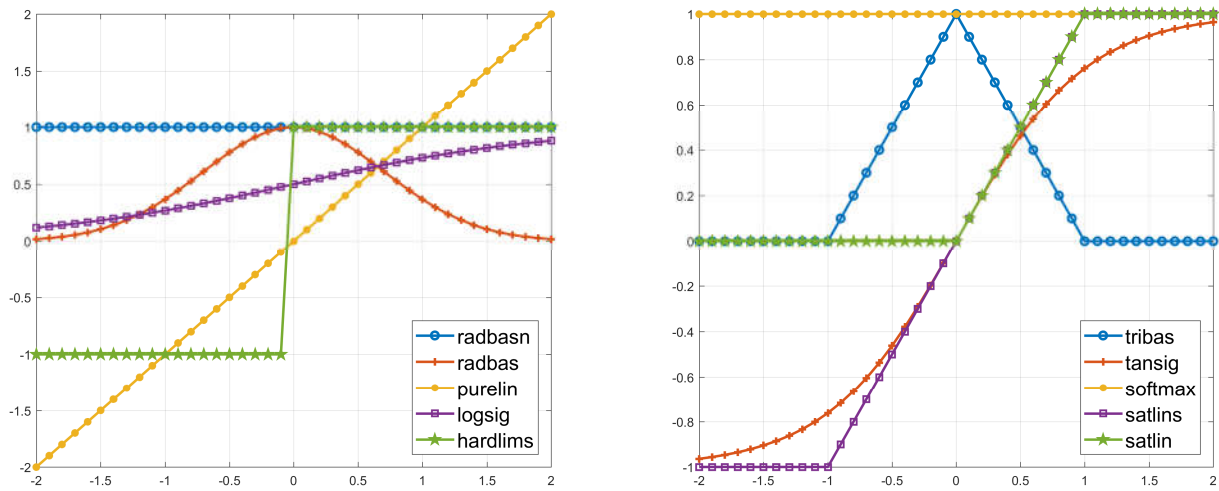 2
1.5
1
0.5
0
-0.5
-1
-1.5
-2
-2 -1.5 -1 -0.5 0 0.5 1 1.5 2
radbasn
radbas
purelin
logsig
hardlims
1
0.8
0.6
0.4
0.2
0
-0.2
-0.4
-0.6
-0.8
-1
-2 -1.5 -1 -0.5 0 0.5 1 1.5 2
tribas
tansig
softmax
satlins
satlin